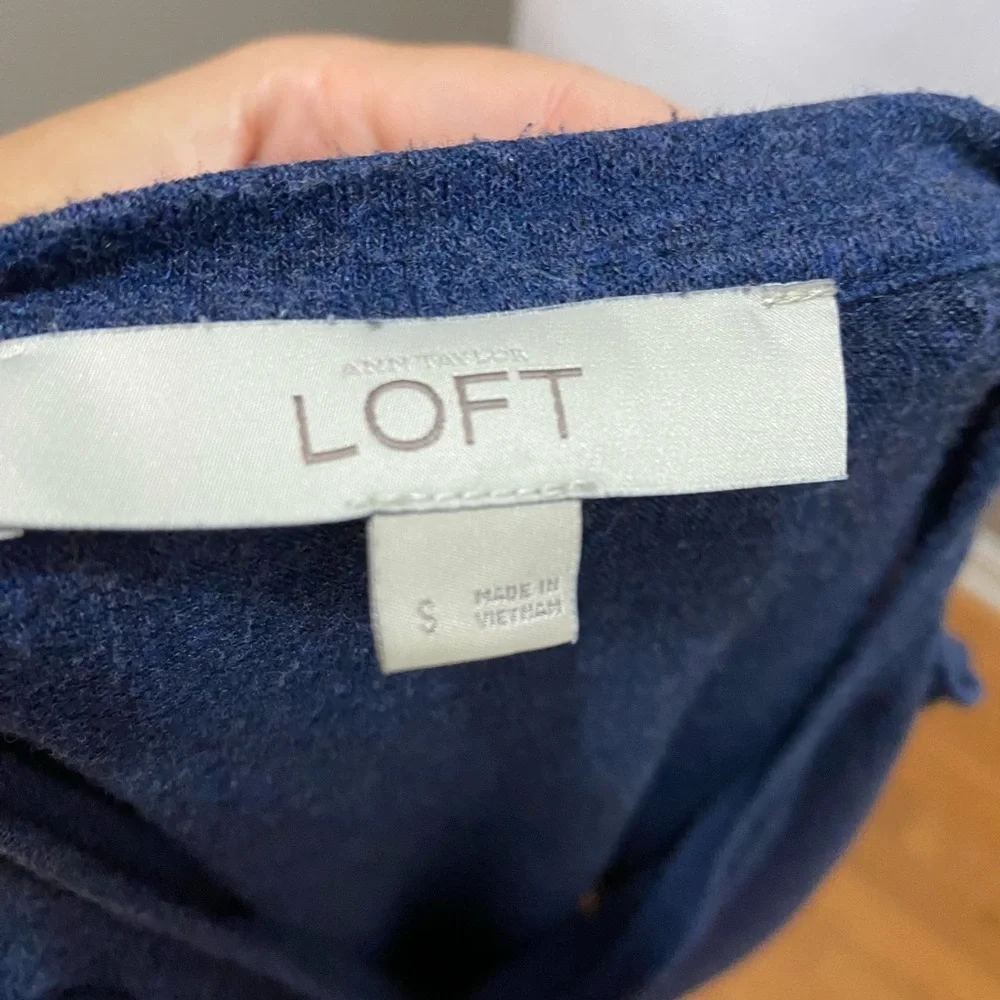 ANN TAYLOR
LOFT
S
MADE IN
VIETNAM